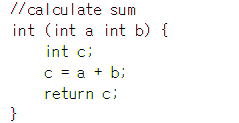 //calculate sum
int (int a int b) {
int c;
c = a + b;
return c;
}